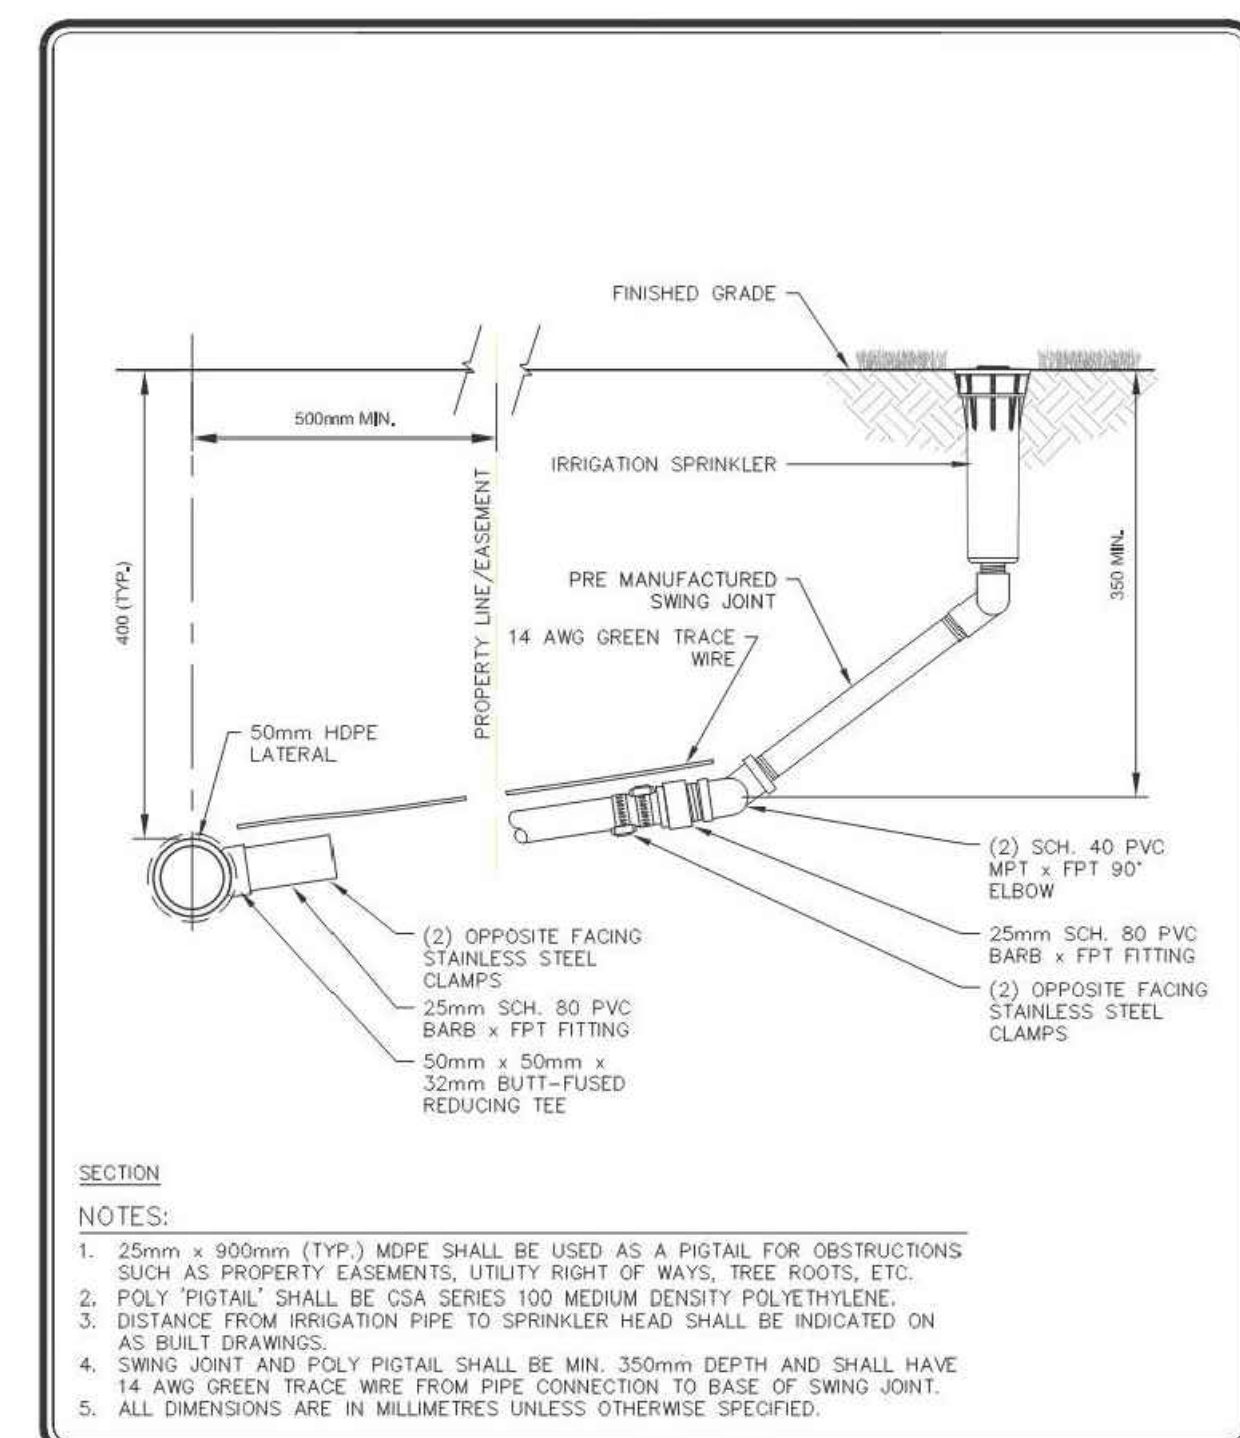 FINISHED GRADE
500mm MIN.
IRRIGATION SPRINKLER
PROPERTY LINE/EASEMENT
400 (TYP.)
350 MIN.
PRE MANUFACTURED
SWING JOINT
14 AWG GREEN TRACE
WIRE
50mm HDPE
LATERAL
(2) SCH. 40 PVC
MPT x FPT 90°
ELBOW
25mm SCH. 80 PVC
BARB x FPT FITTING
(2) OPPOSITE FACING
STAINLESS STEEL
CLAMPS
(2) OPPOSITE FACING
STAINLESS STEEL
CLAMPS
25mm SCH. 80 PVC
BARB x FPT FITTING
50mm x 50mm x
32mm BUTT-FUSED
REDUCING TEE
SECTION
NOTES:
1. 25mm x 900mm (TYP.) MDPE SHALL BE USED AS A PIGTAIL FOR OBSTRUCTIONS
SUCH AS PROPERTY EASEMENTS, UTILITY RIGHT OF WAYS, TREE ROOTS, ETC.
2. POLY 'PIGTAIL' SHALL BE CSA SERIES 100 MEDIUM DENSITY POLYETHYLENE.
3. DISTANCE FROM IRRIGATION PIPE TO SPRINKLER HEAD SHALL BE INDICATED ON
AS BUILT DRAWINGS.
4. SWING JOINT AND POLY PIGTAIL SHALL BE MIN. 350mm DEPTH AND SHALL HAVE
14 AWG GREEN TRACE WIRE FROM PIPE CONNECTION TO BASE OF SWING JOINT.
5. ALL DIMENSIONS ARE IN MILLIMETRES UNLESS OTHERWISE SPECIFIED.